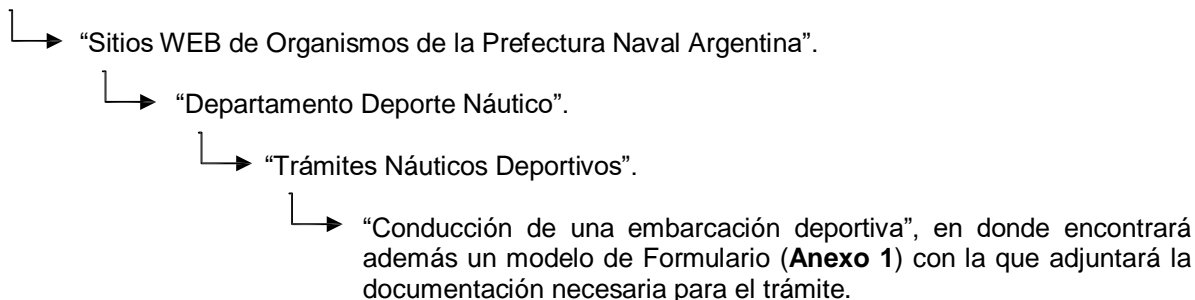 “Sitios WEB de Organismos de la Prefectura Naval Argentina”.
“Departamento Deporte Náutico”.
“Trámites Náuticos Deportivos”.
“Conducción de una embarcación deportiva”, en donde encontrará
además un modelo de Formulario (Anexo 1) con la que adjuntará la
documentación necesaria para el trámite.